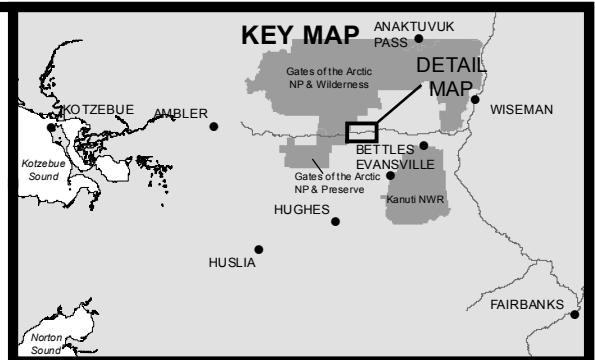 KEY MAP
ANAKTUVUK
PASS
Gates of the Arctic
NP & Wilderness
DETAIL
MAP
KOTZEBUE
AMBLER
WISEMAN
Kotzebue
Sound
BETTLES
EVANSVILLE
Gates of the Arctic
NP & Preserve
Kanuti NWR
HUGHES
HUSLIA
FAIRBANKS
Norton
Sound